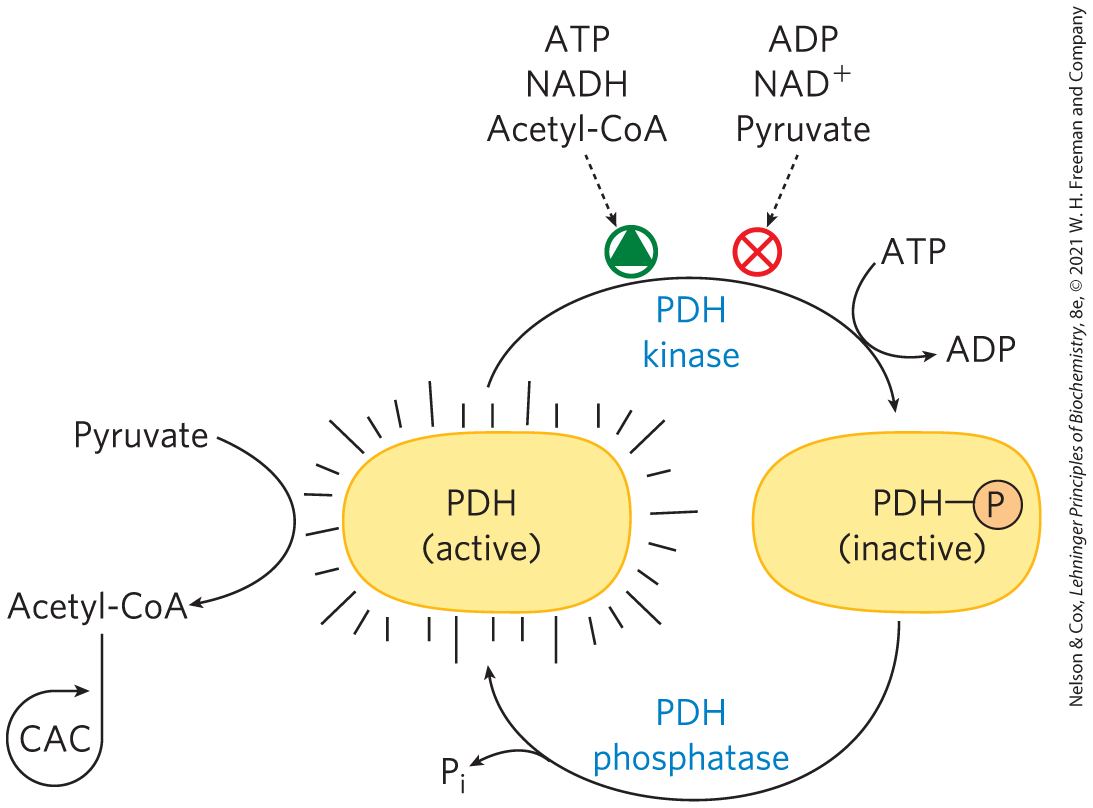 ATP
NADH
Acetyl-CoA
ADP
NAD⁺
Pyruvate
ATP
PDH
kinase
ADP
Pyruvate
PDH
(active)
PDH—P
(inactive)
Acetyl-CoA
CAC
PDH
phosphatase
Pᵢ
Nelson & Cox, Lehninger Principles of Biochemistry, 8e, © 2021 W. H. Freeman and Company